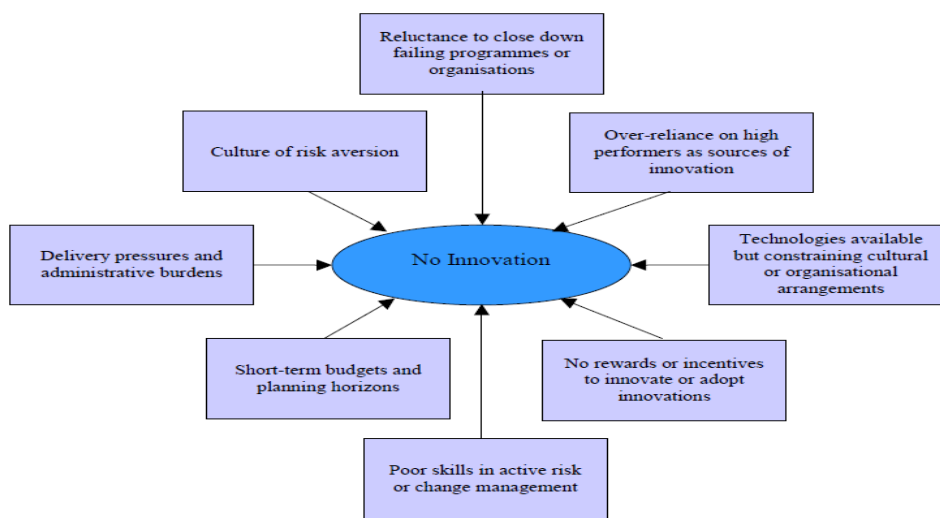 Reluctance to close down
failing programmes or
organisations
Culture of risk aversion
Over-reliance on high
performers as sources of
innovation
Delivery pressures and
administrative burdens
No Innovation
Technologies available
but constraining cultural
or organisational
arrangements
Short-term budgets and
planning horizons
No rewards or incentives
to innovate or adopt
innovations
Poor skills in active risk
or change management